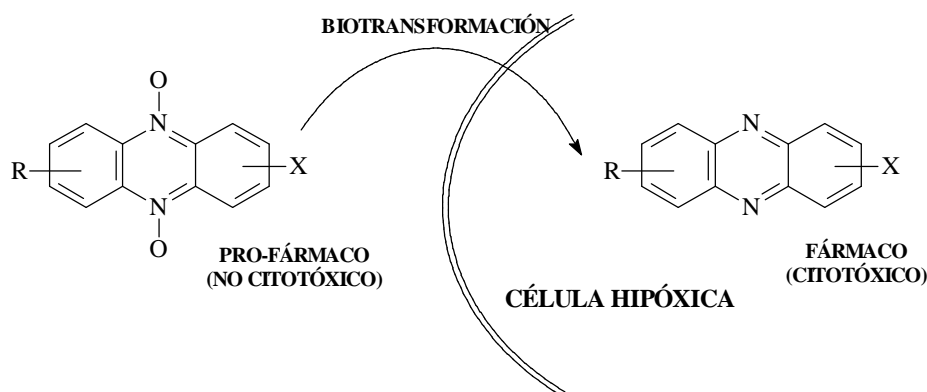 BIOTRANSFORMACIÓN
O
N
R
X
N
O
PRO-FÁRMACO
(NO CITOTÓXICO)
N
R
X
N
FÁRMACO
(CITOTÓXICO)
CÉLULA HIPÓXICA